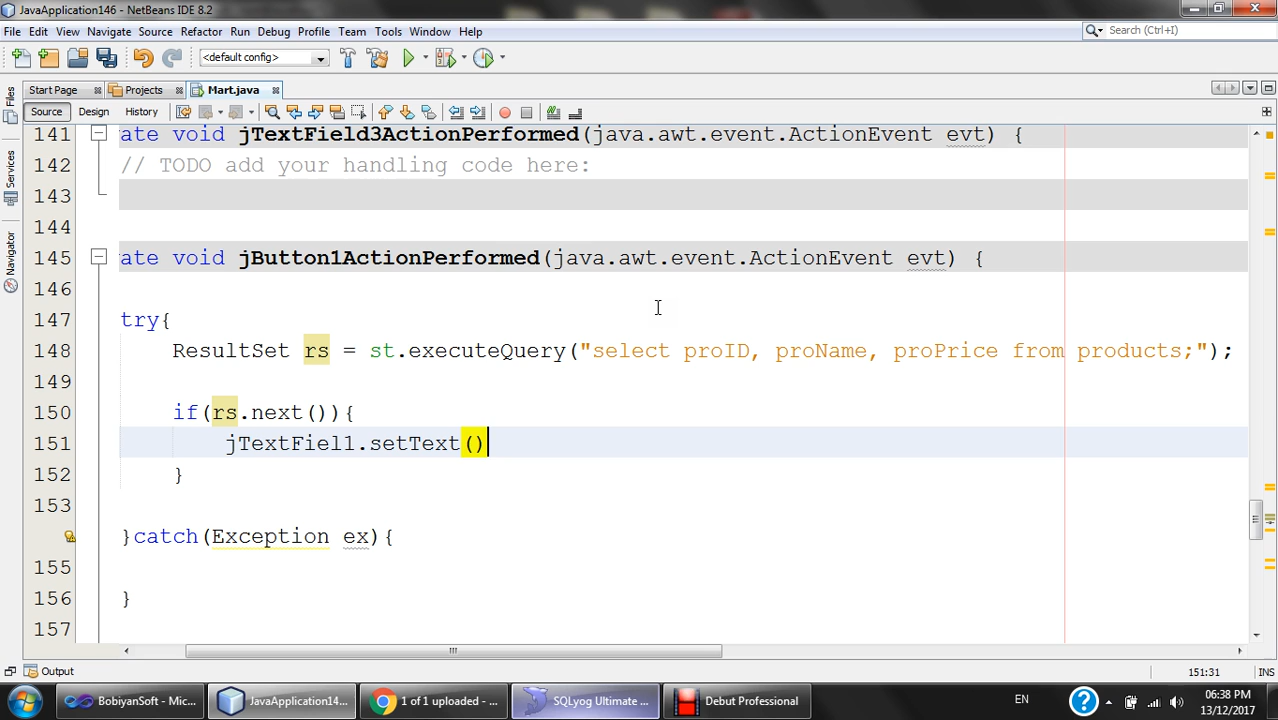 JavaApplication146 - NetBeans IDE 8.2
File Edit View Navigate Source Refactor Run Debug Profile Team Tools Window Help
Search (Ctrl+I)
<default config>
Start Page Projects Mart.java
Source Design History
Files
Services
Navigator
141 ate void jTextField3ActionPerformed(java.awt.event.ActionEvent evt) {
142 // TODO add your handling code here:
143
144
145 ate void jButton1ActionPerformed(java.awt.event.ActionEvent evt) {
146
147 try{
148 ResultSet rs = st.executeQuery("select proID, proName, proPrice from products;");
149
150 if(rs.next()){
151 jTextFiel1.setText()
152 }
153
}catch(Exception ex){
155
156 }
157
Output
151:31 INS
BobiyanSoft - Mic...
JavaApplication14...
1 of 1 uploaded - ...
SQLyog Ultimate ...
Debut Professional
EN
06:38 PM
13/12/2017